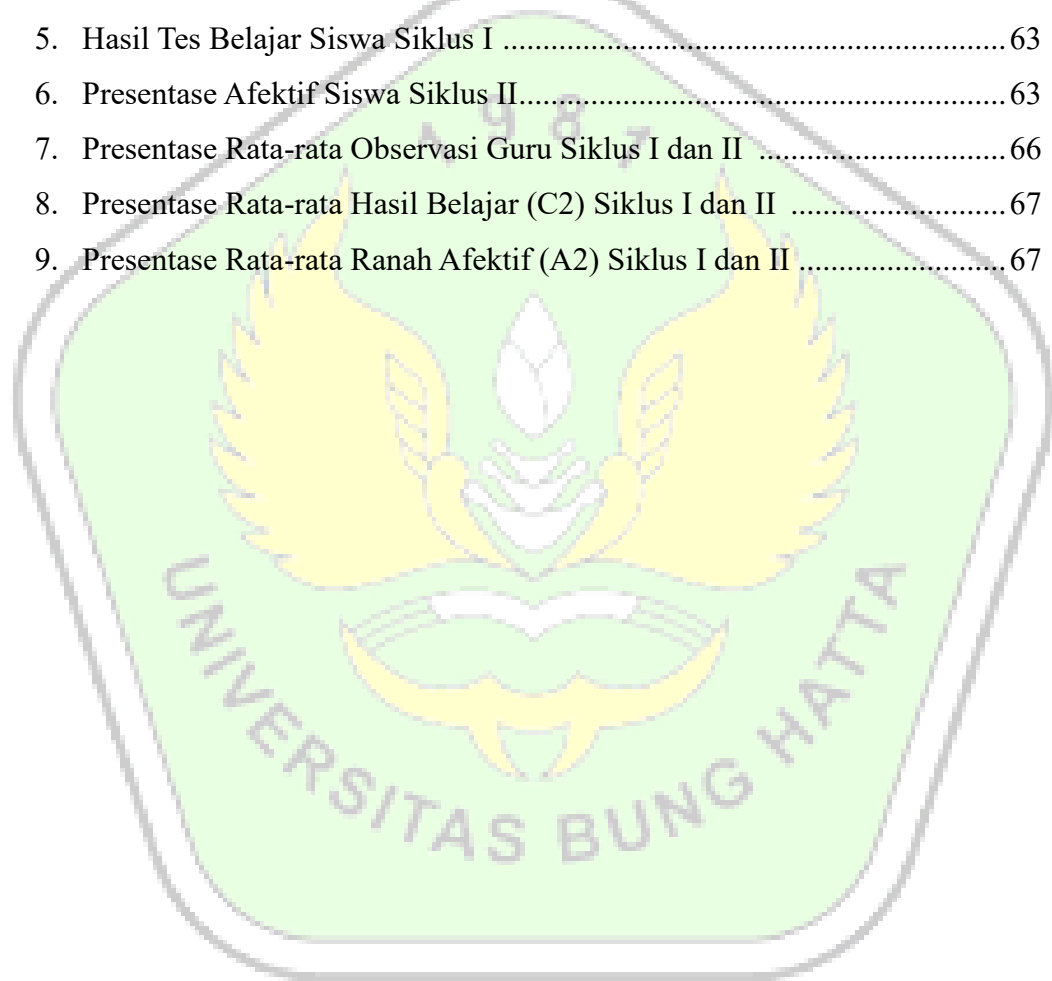 5. Hasil Tes Belajar Siswa Siklus I ................................................................ 63
6. Presentase Afektif Siswa Siklus II.............................................................. 63
7. Presentase Rata-rata Observasi Guru Siklus I dan II ............................... 66
8. Presentase Rata-rata Hasil Belajar (C2) Siklus I dan II ........................... 67
9. Presentase Rata-rata Ranah Afektif (A2) Siklus I dan II .......................... 67
1981
UNIVERSITAS BUNG HATTA